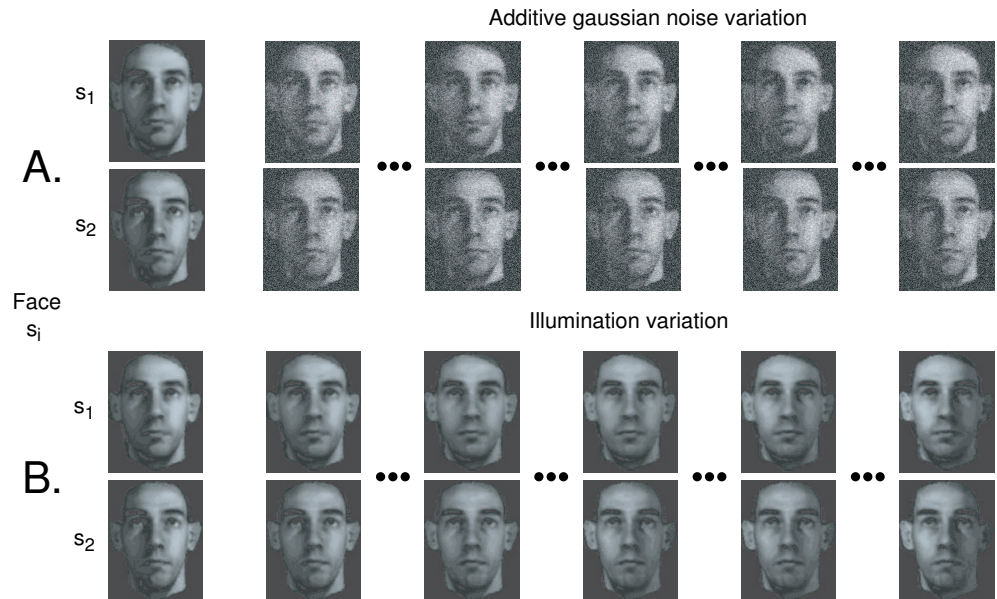 Additive gaussian noise variation
s1
A.
s2
Face
si
Illumination variation
s1
B.
s2